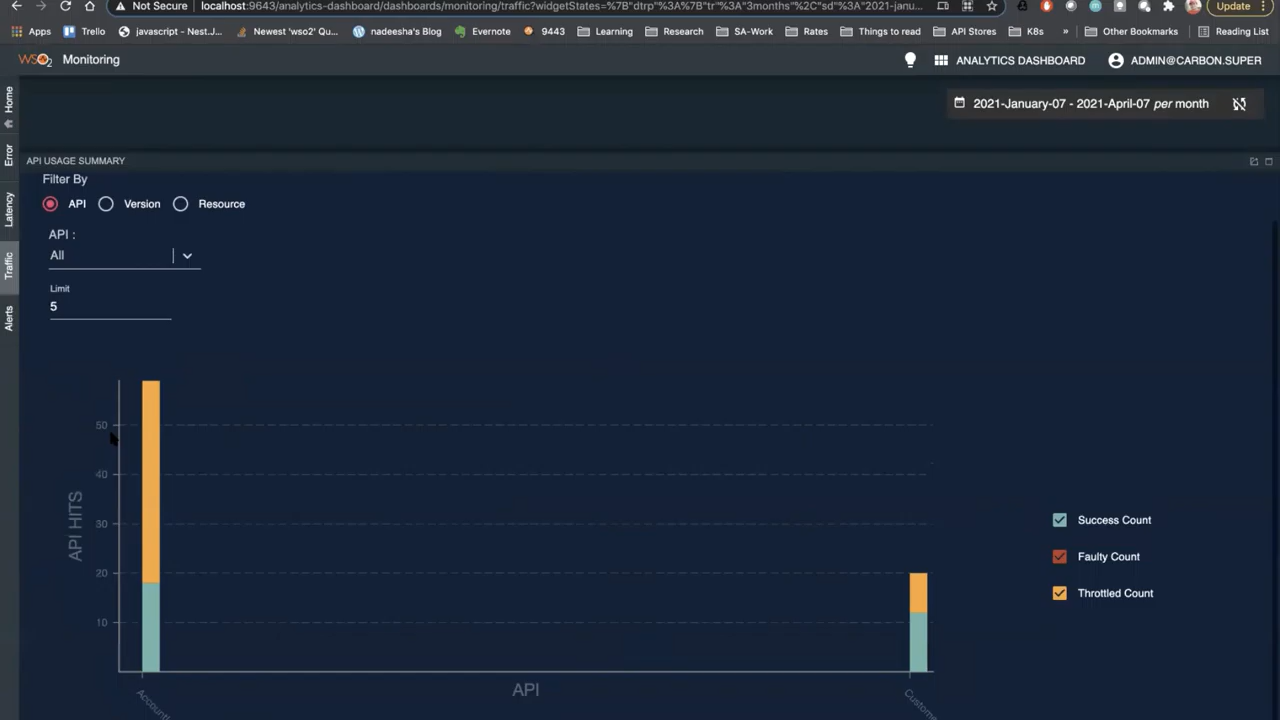 Not Secure
localhost:9643/analytics-dashboard/dashboards/monitoring/traffic?widgetStates=%7B"dtrp"%3A%7B"tr"%3A"3months"%2C"sd"%3A"2021-janu...
Update
Apps
Trello
javascript - Nest.J...
Newest 'wso2' Qu...
nadeesha's Blog
Evernote
9443
Learning
Research
SA-Work
Rates
Things to read
API Stores
K8s
»
Other Bookmarks
Reading List
WSO2
Monitoring
ANALYTICS DASHBOARD
ADMIN@CARBON.SUPER
Home
Error
Latency
Traffic
Alerts
2021-January-07 - 2021-April-07 per month
API USAGE SUMMARY
Filter By
API
Version
Resource
API :
All
Limit
5
50
40
30
20
10
API HITS
API
Success Count
Faulty Count
Throttled Count